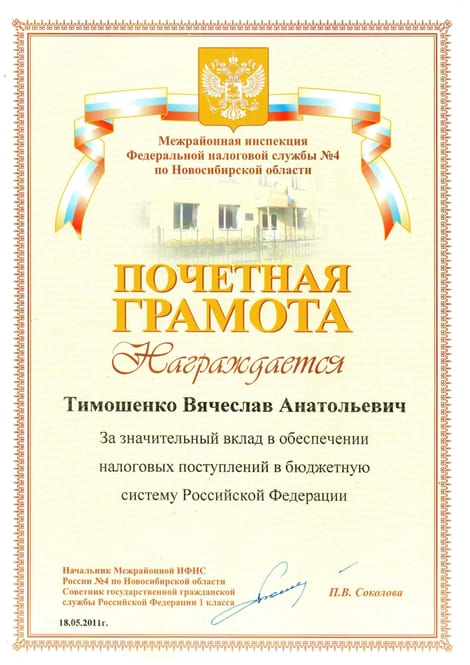 Межрайонная инспекция
Федеральной налоговой службы №4
по Новосибирской области
ПОЧЕТНАЯ
ГРАМОТА
Награждается
Тимошенко Вячеслав Анатольевич
За значительный вклад в обеспечении
налоговых поступлений в бюджетную
систему Российской Федерации
Начальник Межрайонной ИФНС
России №4 по Новосибирской области
Советник государственной гражданской
службы Российской Федерации 1 класса
П.В. Соколова
18.05.2011г.